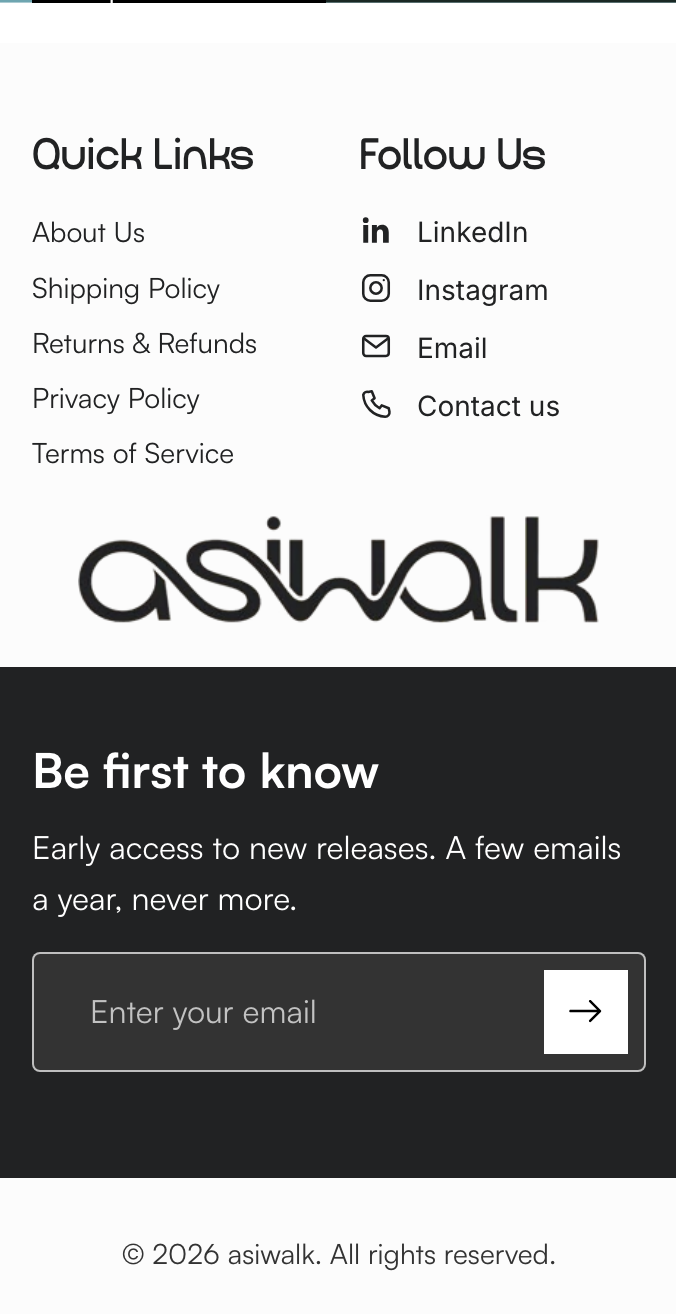 Quick Links
About Us
Shipping Policy
Returns & Refunds
Privacy Policy
Terms of Service
Follow Us
LinkedIn
Instagram
Email
Contact us
asiwalk
Be first to know
Early access to new releases. A few emails
a year, never more.
Enter your email
© 2026 asiwalk. All rights reserved.